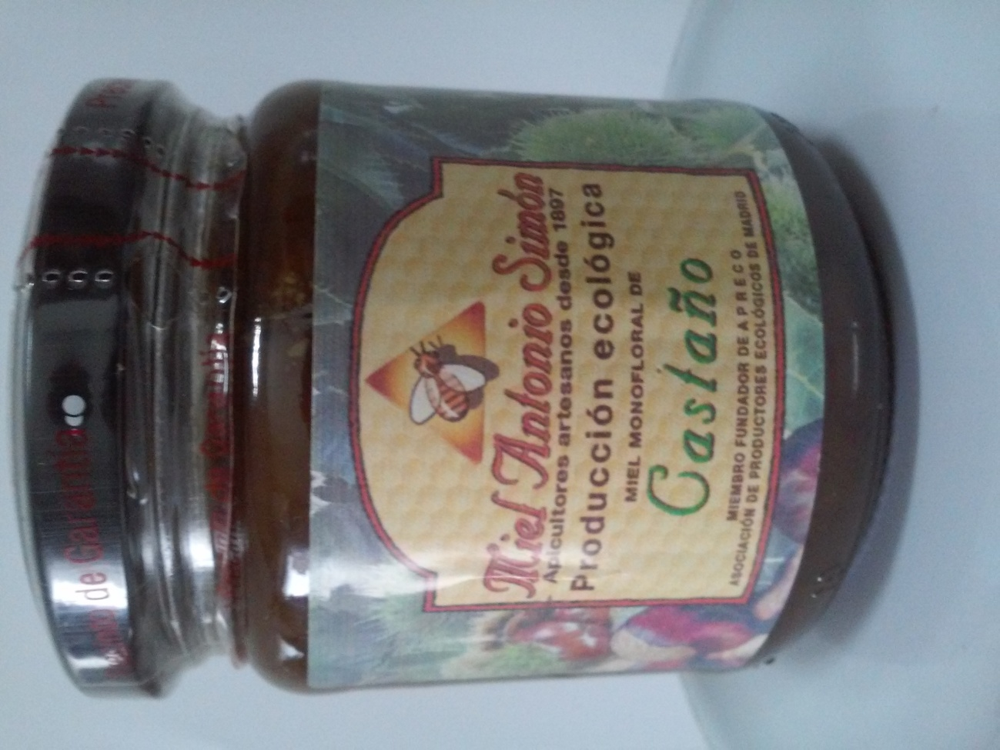 Miel Antonio Simón
Apicultores artesanos desde 1897
Producción ecológica
MIEL MONOFLORAL DE
Castaño
MIEMBRO FUNDADOR DE A P R E C O
ASOCIACIÓN DE PRODUCTORES ECOLÓGICOS DE MADRID
de Garantía